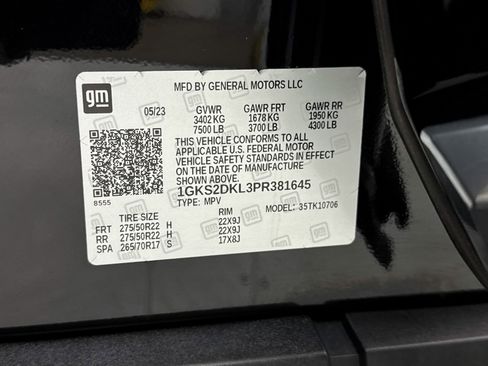 gm
MFD BY GENERAL MOTORS LLC
05/23 GVWR GAWR FRT GAWR RR
3402 KG 1678 KG 1950 KG
7500 LB 3700 LB 4300 LB
THIS VEHICLE CONFORMS TO ALL
APPLICABLE U.S. FEDERAL MOTOR
VEHICLE SAFETY STANDARDS IN EFFECT
ON THE DATE OF MANUFACTURE
SHOWN ABOVE.
1GKS2DKL3PR381645
8555 TYPE: MPV MODEL: 35TK10706
TIRE SIZE RIM
FRT 275/50R22 H 22X9J
RR 275/50R22 H 22X9J
SPA 265/70R17 S 17X8J